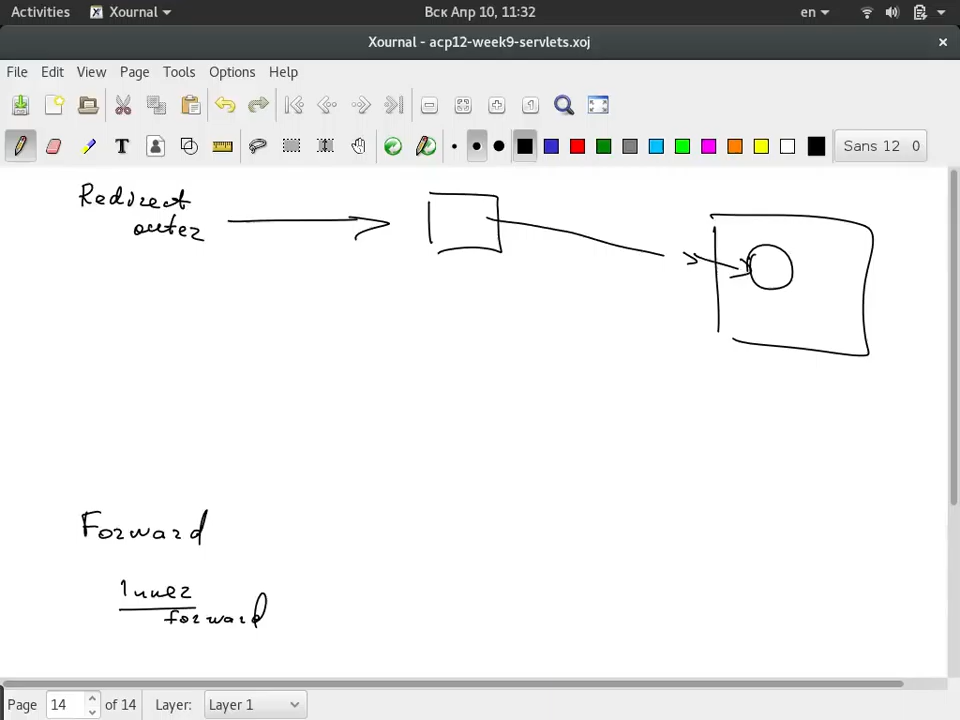 Activities Xournal Вск Апр 10, 11:32 en
Xournal - acp12-week9-servlets.xoj ×
File Edit View Page Tools Options Help
T Sans 12 0
Redirect
outer
Forward
Inner
forward
Page 14 of 14 Layer: Layer 1